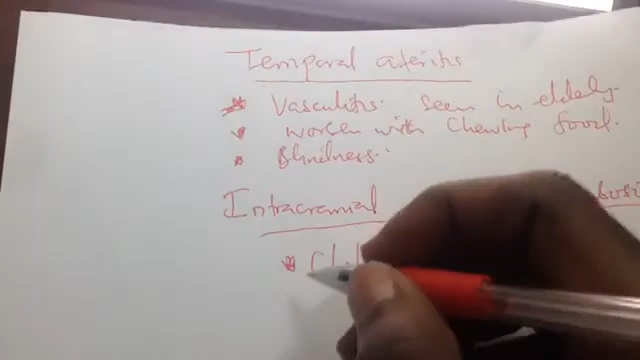 Temporal arteritis
Vasculitis. Seen in elderly
worsen with chewing food.
Blindness.
Intracranial